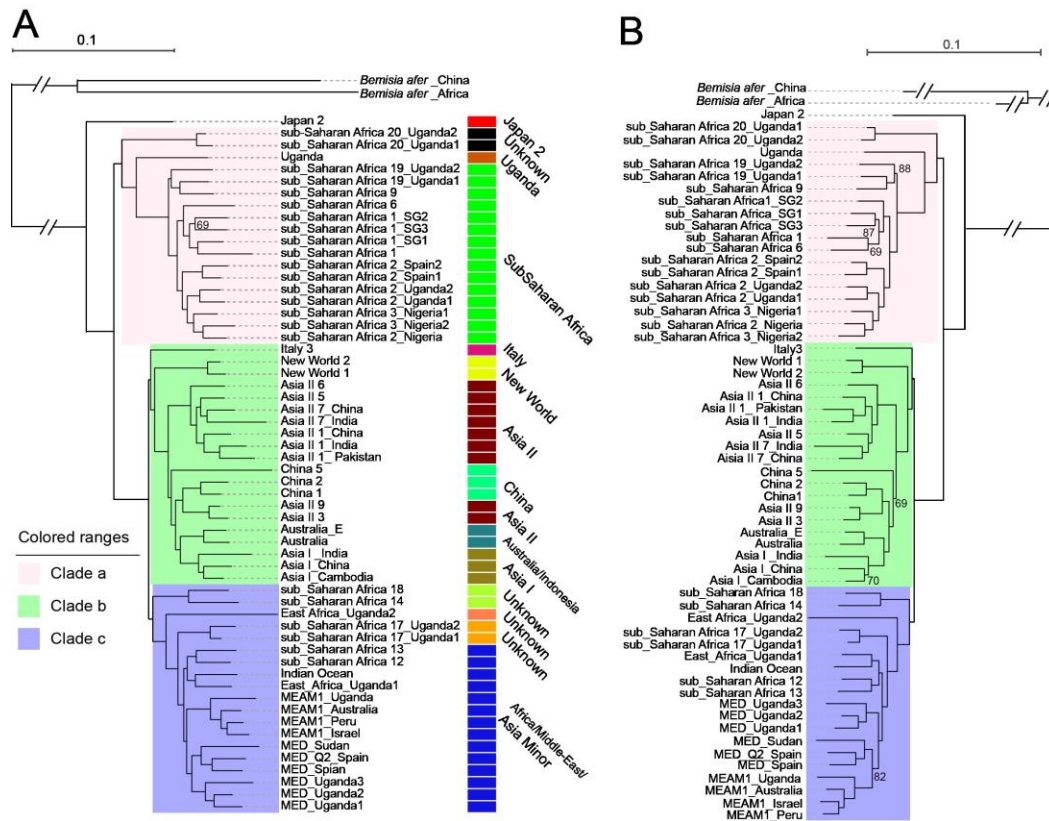 A
0.1
Bemisia afer _China
Bemisia afer _Africa
Japan 2
sub-Saharan Africa 20_Uganda2
sub_Saharan Africa 20_Uganda1
Uganda
sub_Saharan Africa 19_Uganda2
sub_Saharan Africa 19_Uganda1
sub_Saharan Africa 9
sub_Saharan Africa 6
sub_Saharan Africa 1_SG2
69
sub_Saharan Africa 1_SG3
sub_Saharan Africa 1_SG1
sub_Saharan Africa 1
sub_Saharan Africa 2_Spain2
sub_Saharan Africa 2_Spain1
sub_Saharan Africa 2_Uganda2
sub_Saharan Africa 2_Uganda1
sub_Saharan Africa 3_Nigeria1
sub_Saharan Africa 3_Nigeria2
sub_Saharan Africa 2_Nigeria
Italy 3
New World 2
New World 1
Asia II 6
Asia II 5
Asia II 7_China
Asia II 7_India
Asia II 1_China
Asia II 1_India
Asia II 1_Pakistan
China 5
China 2
China 1
Asia II 9
Asia II 3
Australia_E
Australia
Asia I_India
Asia I_China
Asia I_Cambodia
sub_Saharan Africa 18
sub_Saharan Africa 14
East Africa_Uganda2
sub_Saharan Africa 17_Uganda2
sub_Saharan Africa 17_Uganda1
sub_Saharan Africa 13
sub_Saharan Africa 12
Indian Ocean
East_Africa_Uganda1
MEAM1_Uganda
MEAM1_Australia
MEAM1_Peru
MEAM1_Israel
MED_Sudan
MED_Q2_Spain
MED_Spian
MED_Uganda3
MED_Uganda2
MED_Uganda1
Japan 2
Unknown
Uganda
SubSaharan Africa
Italy
New World
Asia II
China
Asia II
Australia/Indonesia
Asia I
Unknown
Unknown
Unknown
Africa/Middle-East/
Asia Minor
Colored ranges
Clade a
Clade b
Clade c
B
0.1
Bemisia afer _China
Bemisia afer _Africa
Japan 2
sub_Saharan Africa 20_Uganda1
sub_Saharan Africa 20_Uganda2
Uganda
sub_Saharan Africa 19_Uganda2
88
sub_Saharan Africa 19_Uganda1
sub_Saharan Africa 9
sub_Saharan Africa1_SG2
sub_Saharan Africa_SG1
sub_Saharan Africa_SG3
87
sub_Saharan Africa 1
sub_Saharan Africa 6
69
sub_Saharan Africa 2_Spain2
sub_Saharan Africa 2_Spain1
sub_Saharan Africa 2_Uganda2
sub_Saharan Africa 2_Uganda1
sub_Saharan Africa 3_Nigeria1
sub_Saharan Africa 2_Nigeria
sub_Saharan Africa 3_Nigeria2
Italy3
New World 1
New World 2
Asia II 6
Asia II 1_China
Asia II 1_Pakistan
Asia II 1_India
Asia II 5
Asia II 7_India
Aisia II 7_China
China 5
China 2
China1
69
Asia II 9
Asia II 3
Australia_E
Australia
Asia I_India
Asia I_China
Asia I_Cambodia
70
sub_Saharan Africa 18
sub_Saharan Africa 14
East Africa_Uganda2
sub_Saharan Africa 17_Uganda2
sub_Saharan Africa 17_Uganda1
East_Africa_Uganda1
Indian Ocean
sub_Saharan Africa 12
sub_Saharan Africa 13
MED_Uganda3
MED_Uganda2
MED_Uganda1
MED_Sudan
MED_Q2_Spain
MED_Spain
82
MEAM1_Uganda
MEAM1_Australia
MEAM1_Israel
MEAM1_Peru